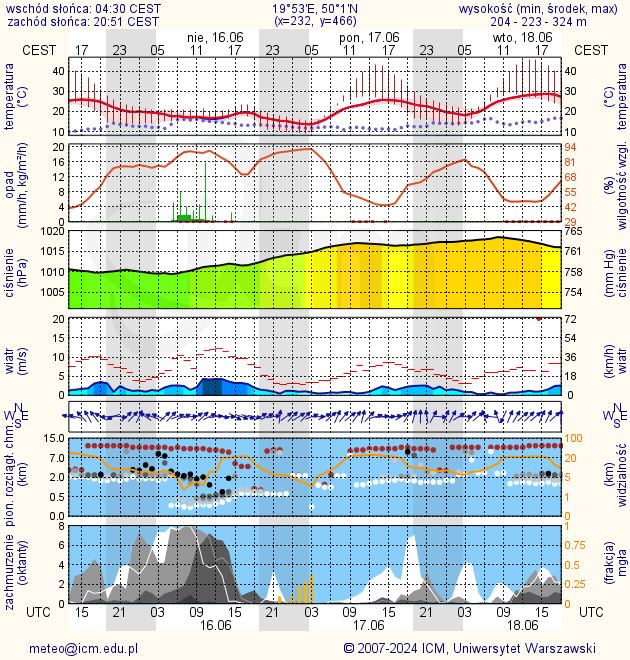 wschód słońca: 04:30 CEST 19°53'E, 50°1'N wysokość (min, środek, max)
zachód słońca: 20:51 CEST (x=232, y=466) 204 - 223 - 324 m
nie, 16.06 pon, 17.06 wto, 18.06
CEST 17 23 05 11 17 23 05 11 17 23 05 11 17 CEST
temperatura (°C)
40 30 20 10
40 30 20 10
temperatura (°C)
opad (mm/h, kg/m²/h)
20 16 12 8 4 0
94 81 68 55 42 29
(%) wilgotność wzgl.
ciśnienie (hPa)
1020 1015 1010 1005
765 761 758 754
(mm Hg) ciśnienie
wiatr (m/s)
20 15 10 5 0
72 54 36 18 0
(km/h) wiatr
N W E S
N W E S
pion. rozciągł. chm. (km)
15.0 7.0 2.0 0.5 0.0
100 20 5 1 0
(km) widzialność
zachmurzenie (oktanty)
8 6 4 2 0
1 0.75 0.5 0.25 0
(frakcja) mgła
UTC 15 21 03 09 15 21 03 09 15 21 03 09 15 UTC
16.06 17.06 18.06
meteo@icm.edu.pl © 2007-2024 ICM, Uniwersytet Warszawski